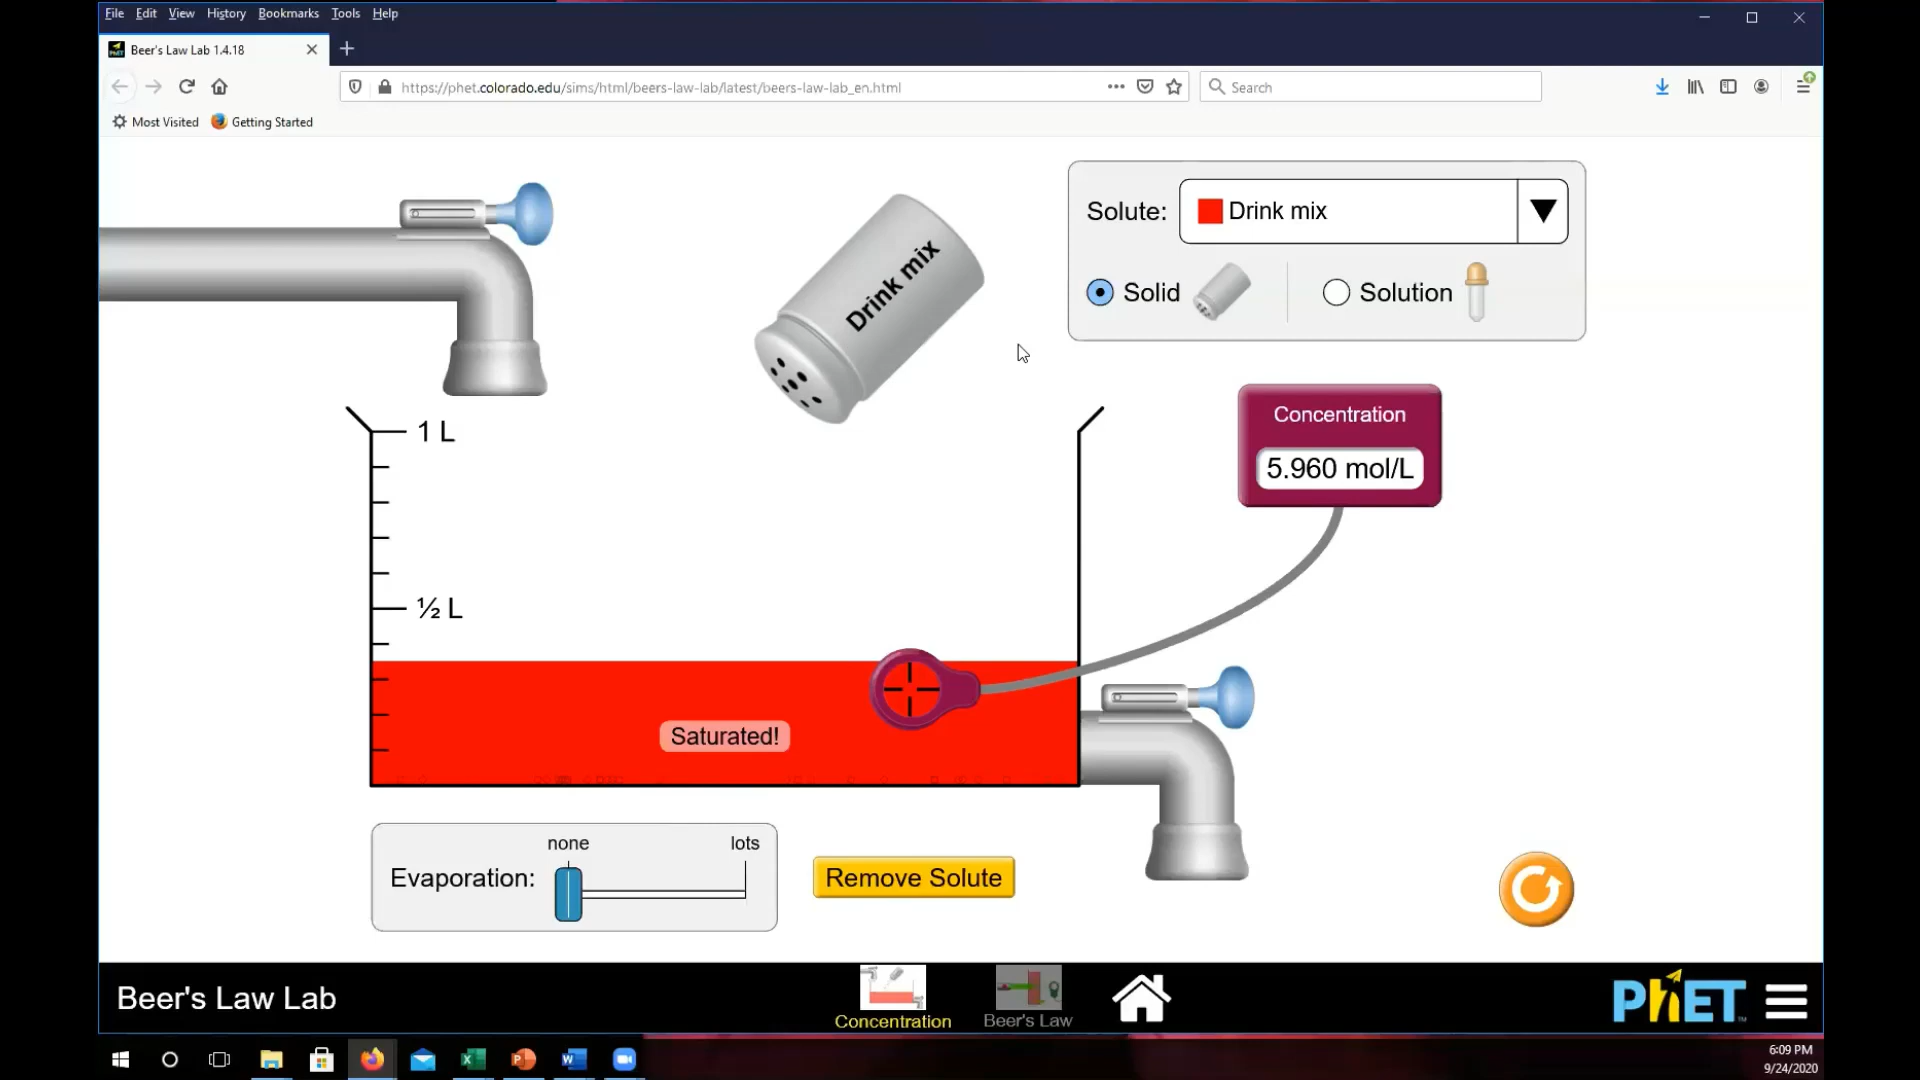 File Edit View History Bookmarks Tools Help
Beer's Law Lab 1.4.18
https://phet.colorado.edu/sims/html/beers-law-lab/latest/beers-law-lab_en.html
Search
Most Visited
Getting Started
Drink mix
Solute:
Drink mix
Solid
Solution
Concentration
5.960 mol/L
1 L
½ L
Saturated!
none
lots
Evaporation:
Remove Solute
Beer's Law Lab
Concentration
Beer's Law
PhET
6:09 PM
9/24/2020